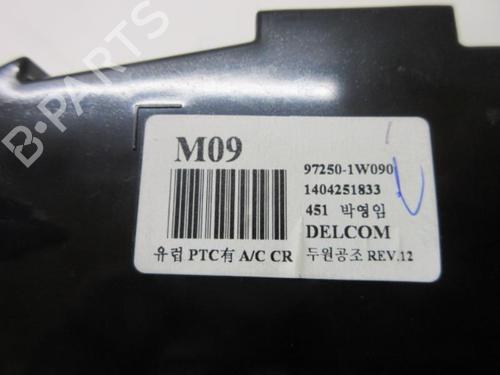 B-PARTS
M09
97250-1W090
1404251833
451 박영임
DELCOM
유럽 PTC有 A/C CR
두원공조 REV.12